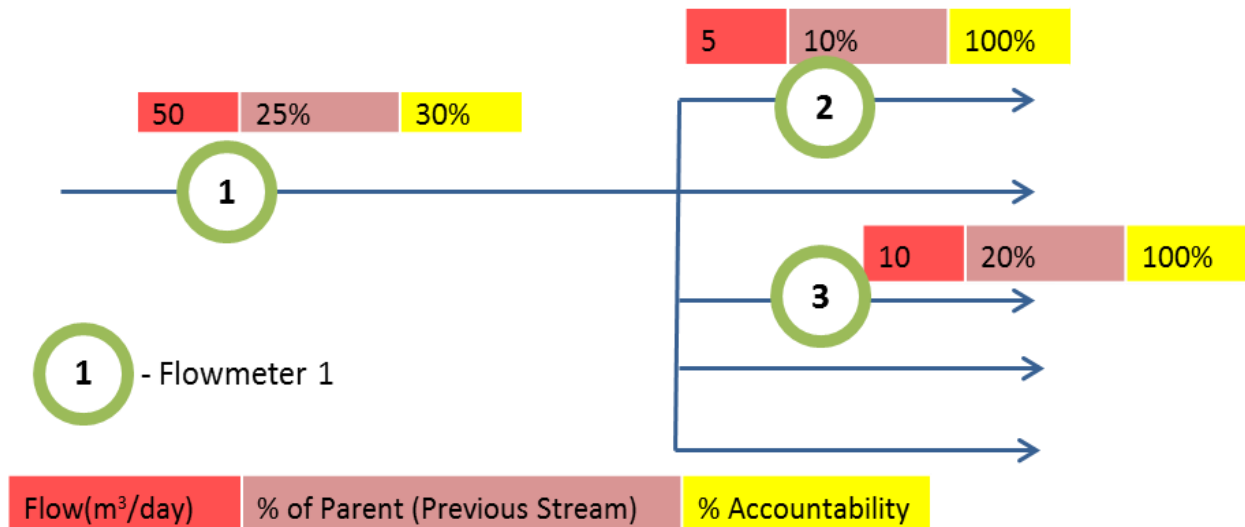 5 10% 100%
2
50 25% 30%
1
10 20% 100%
3
1 - Flowmeter 1
Flow(m³/day) % of Parent (Previous Stream) % Accountability